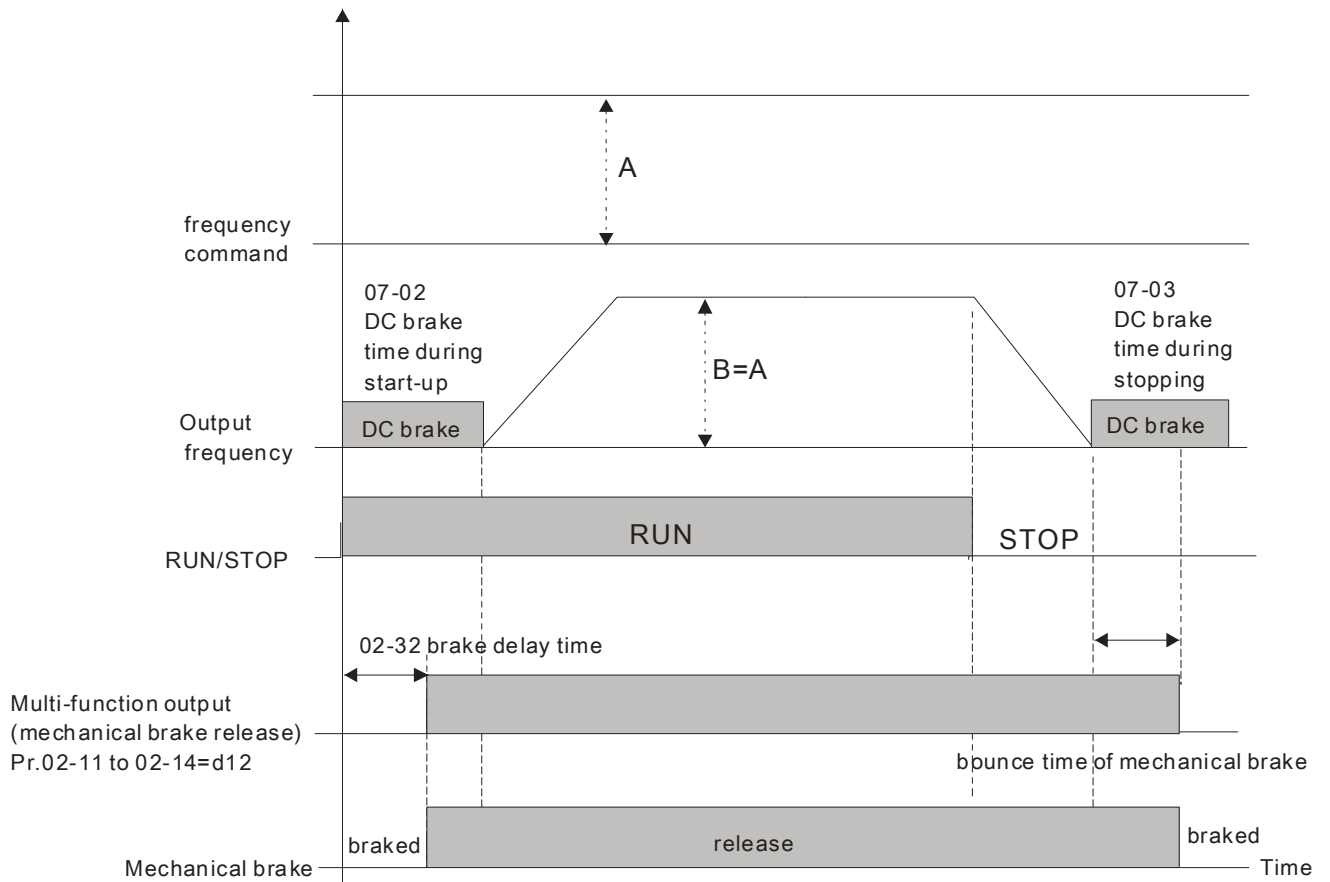 A
frequency
command
07-02
DC brake
time during
start-up
07-03
DC brake
time during
stopping
B=A
Output
frequency
DC brake
DC brake
RUN
STOP
RUN/STOP
02-32 brake delay time
Multi-function output
(mechanical brake release)
Pr.02-11 to 02-14=d12
bounce time of mechanical brake
braked
release
braked
Mechanical brake
Time